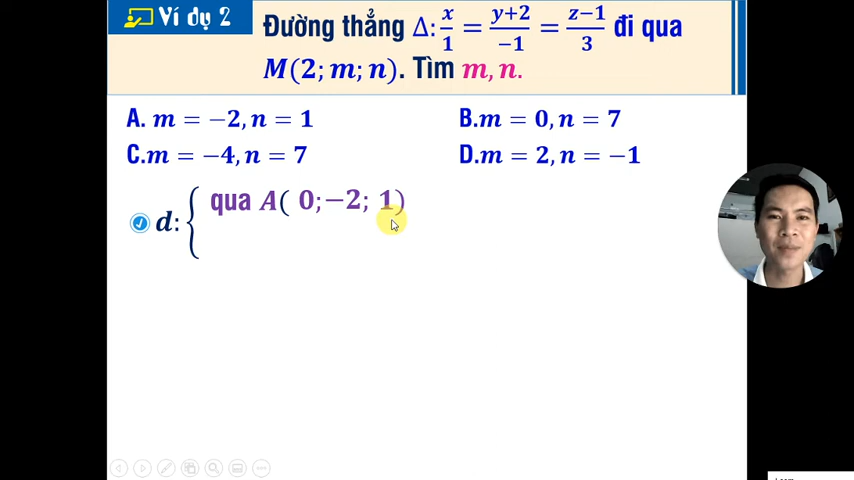 Ví dụ 2
Đường thẳng Δ: x/1 = y+2/−1 = z−1/3 đi qua
M(2; m; n). Tìm m, n.
A. m = −2, n = 1
B. m = 0, n = 7
C. m = −4, n = 7
D. m = 2, n = −1
d: { qua A( 0; −2; 1)